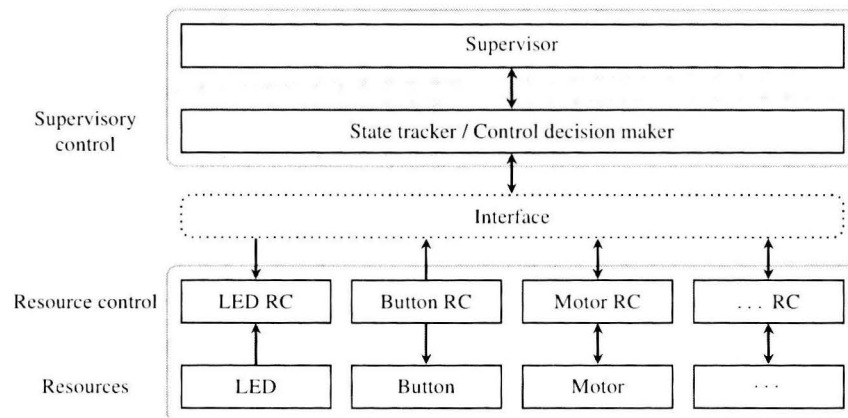 Supervisor
Supervisory
control
State tracker / Control decision maker
Interface
Resource control
LED RC
Button RC
Motor RC
... RC
Resources
LED
Button
Motor
...